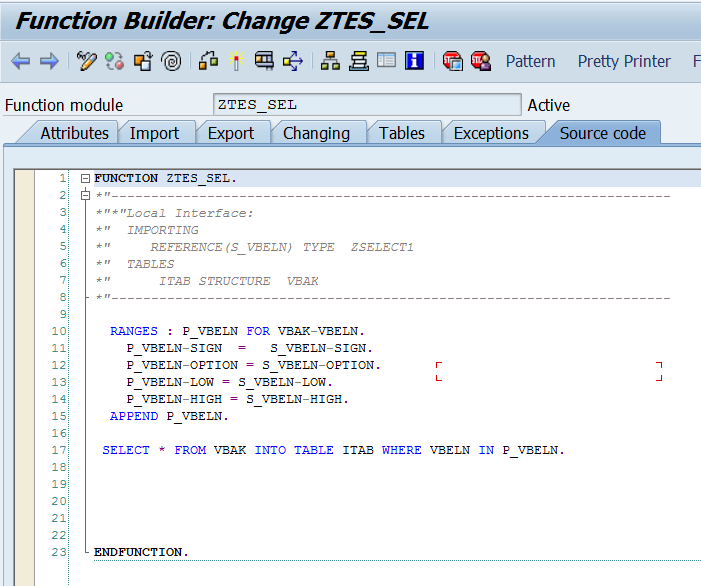 Function Builder: Change ZTES_SEL
Pattern Pretty Printer F
Function module ZTES_SEL Active
Attributes Import Export Changing Tables Exceptions Source code
1 FUNCTION ZTES_SEL.
2 *"----------------------------------------------------------------------
3 *"*"Local Interface:
4 *"  IMPORTING
5 *"     REFERENCE(S_VBELN) TYPE  ZSELECT1
6 *"  TABLES
7 *"      ITAB STRUCTURE  VBAK
8 *"----------------------------------------------------------------------
9
10   RANGES : P_VBELN FOR VBAK-VBELN.
11     P_VBELN-SIGN  =   S_VBELN-SIGN.
12     P_VBELN-OPTION = S_VBELN-OPTION.
13     P_VBELN-LOW = S_VBELN-LOW.
14     P_VBELN-HIGH = S_VBELN-HIGH.
15   APPEND P_VBELN.
16
17  SELECT * FROM VBAK INTO TABLE ITAB WHERE VBELN IN P_VBELN.
18
19
20
21
22
23 ENDFUNCTION.